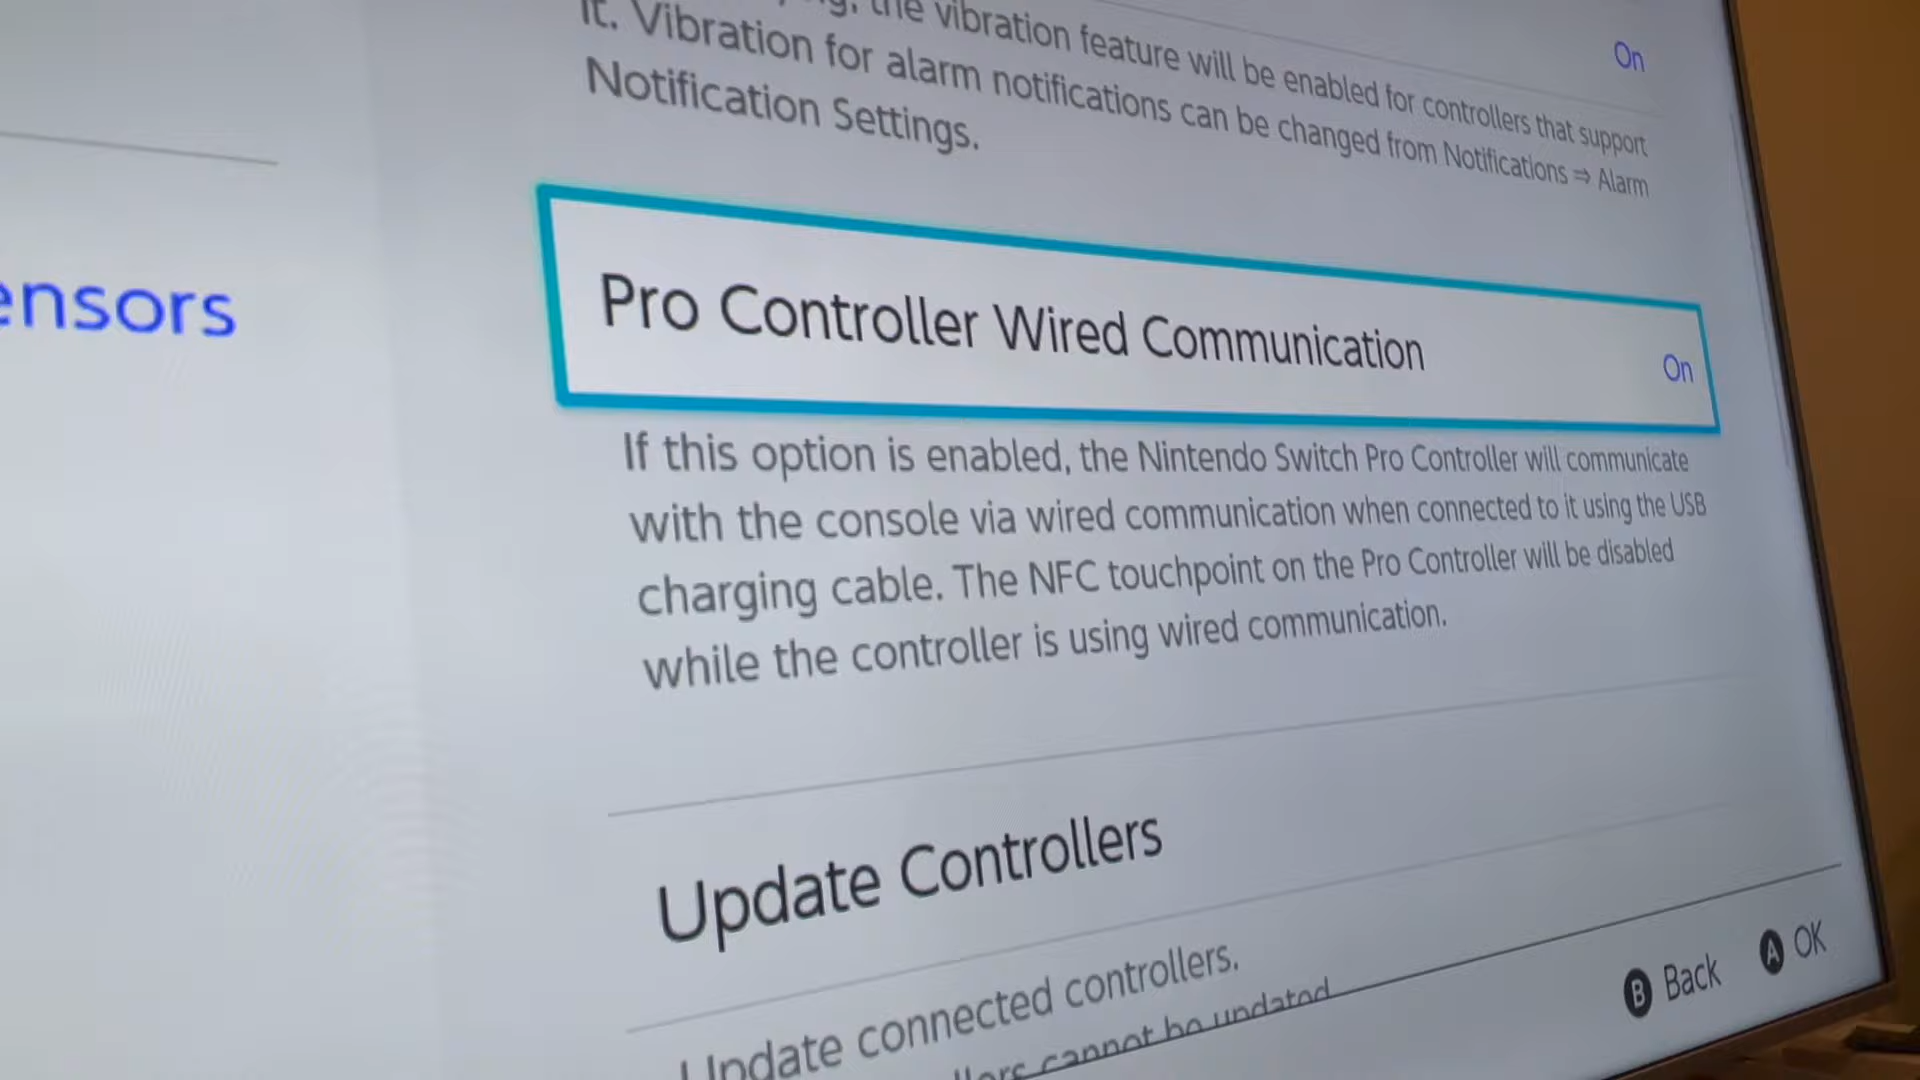 the vibration feature will be enabled for controllers that support
It. Vibration for alarm notifications can be changed from Notifications ⇒ Alarm
Notification Settings.
On
ensors
Pro Controller Wired Communication
On
If this option is enabled, the Nintendo Switch Pro Controller will communicate
with the console via wired communication when connected to it using the USB
charging cable. The NFC touchpoint on the Pro Controller will be disabled
while the controller is using wired communication.
Update Controllers
Update connected controllers.
cannot be updated
B Back A OK